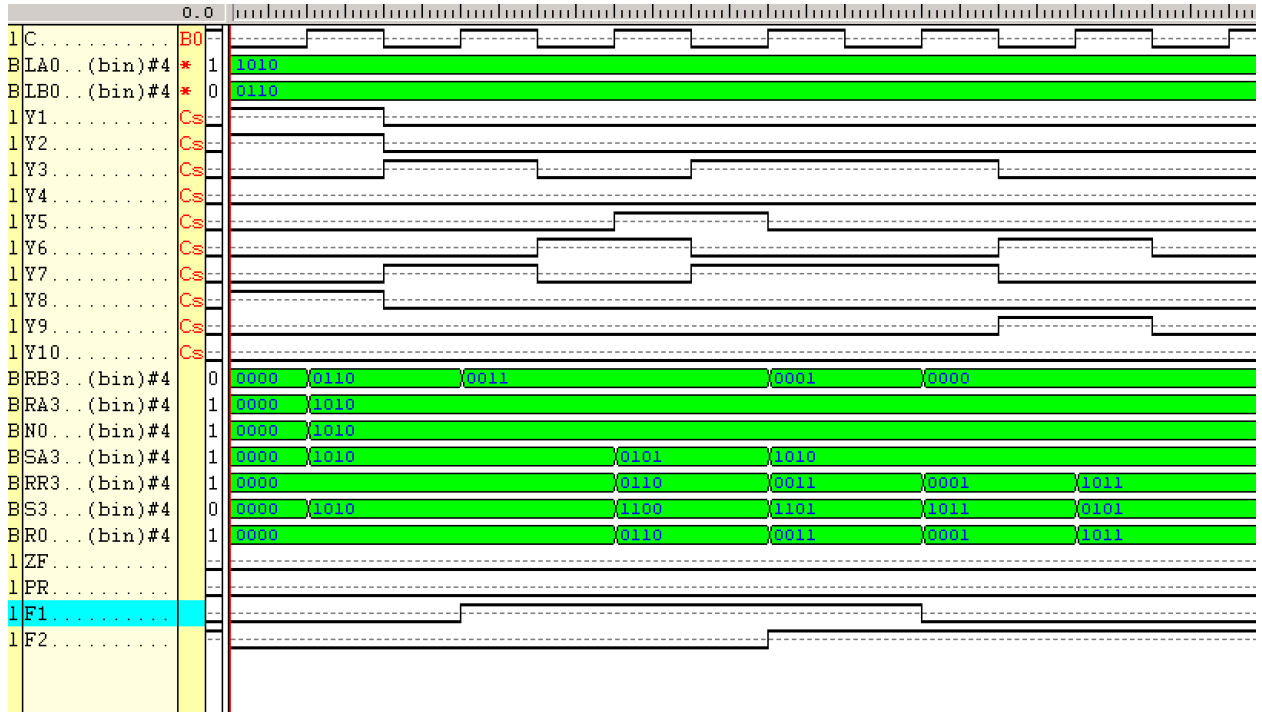 0.0
1 C........... B0
B LA0..(bin)#4 * 1 1010
B LB0..(bin)#4 * 0 0110
1 Y1.......... Cs
1 Y2.......... Cs
1 Y3.......... Cs
1 Y4.......... Cs
1 Y5.......... Cs
1 Y6.......... Cs
1 Y7.......... Cs
1 Y8.......... Cs
1 Y9.......... Cs
1 Y10......... Cs
B RB3..(bin)#4 0 0000 0110 0011 0001 0000
B RA3..(bin)#4 1 0000 1010
B N0...(bin)#4 1 0000 1010
B SA3..(bin)#4 1 0000 1010 0101 1010
B RR3..(bin)#4 1 0000 0110 0011 0001 1011
B S3...(bin)#4 0 0000 1010 1100 1101 1011 0101
B R0...(bin)#4 1 0000 0110 0011 0001 1011
1 ZF..........
1 PR..........
1 F1..........
1 F2..........